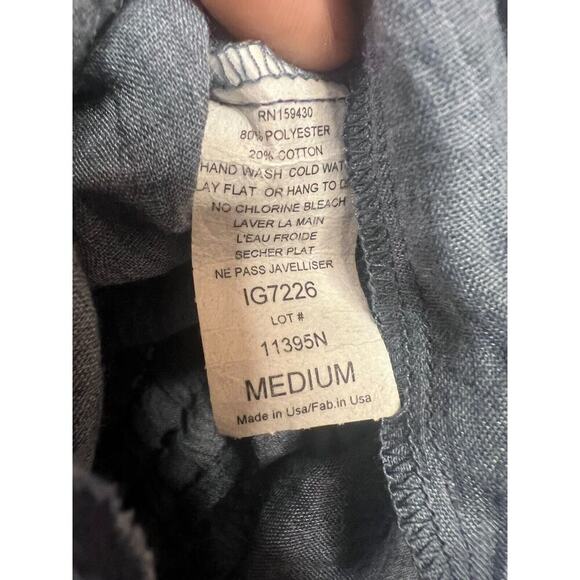 RN159430
80% POLYESTER
20% COTTON
HAND WASH COLD
FLAT OR HANG TO
NO CHLORINE BLEACH
LAVER LA MAIN
L'EAU FROIDE
SECHER PLAT
NE PASS JAVELLISER
IG7226
LOT #
11395N
MEDIUM
Made in Usa/Fab.in Usa